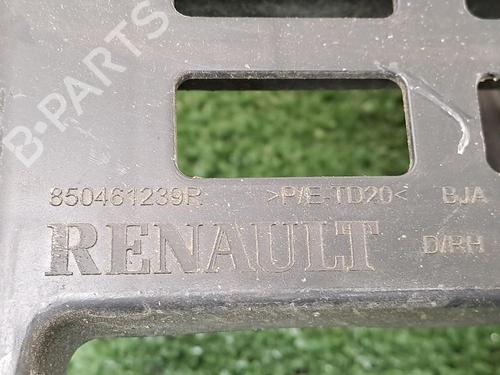 B-PARTS
850461239R >P/E-TD20< BJA
RENAULT D/RH